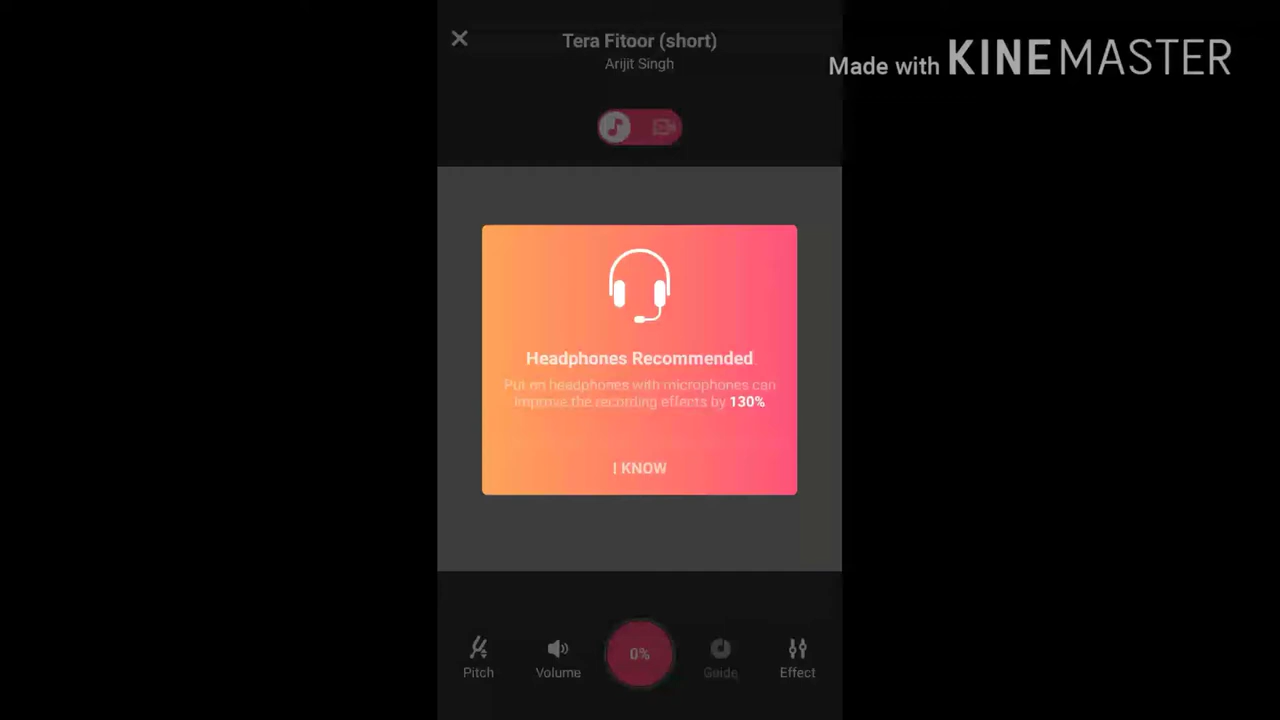 Tera Fitoor (short)
Arijit Singh
Made with KINEMASTER
Headphones Recommended
Put on headphones with microphones can
improve the recording effects by 130%
I KNOW
0%
Pitch
Volume
Guide
Effect